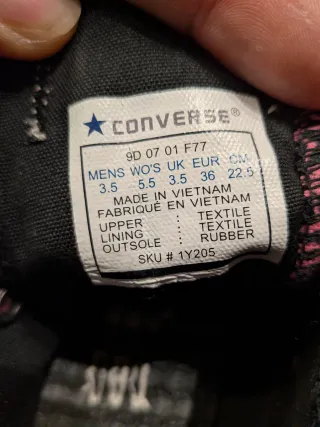 ★ CONVERSE®
9D 07 01 F77
MENS WO'S UK EUR CM
3.5 5.5 3.5 36 22.5
MADE IN VIETNAM
FABRIQUÉ EN VIETNAM
UPPER : TEXTILE
LINING : TEXTILE
OUTSOLE : RUBBER
SKU # 1Y205